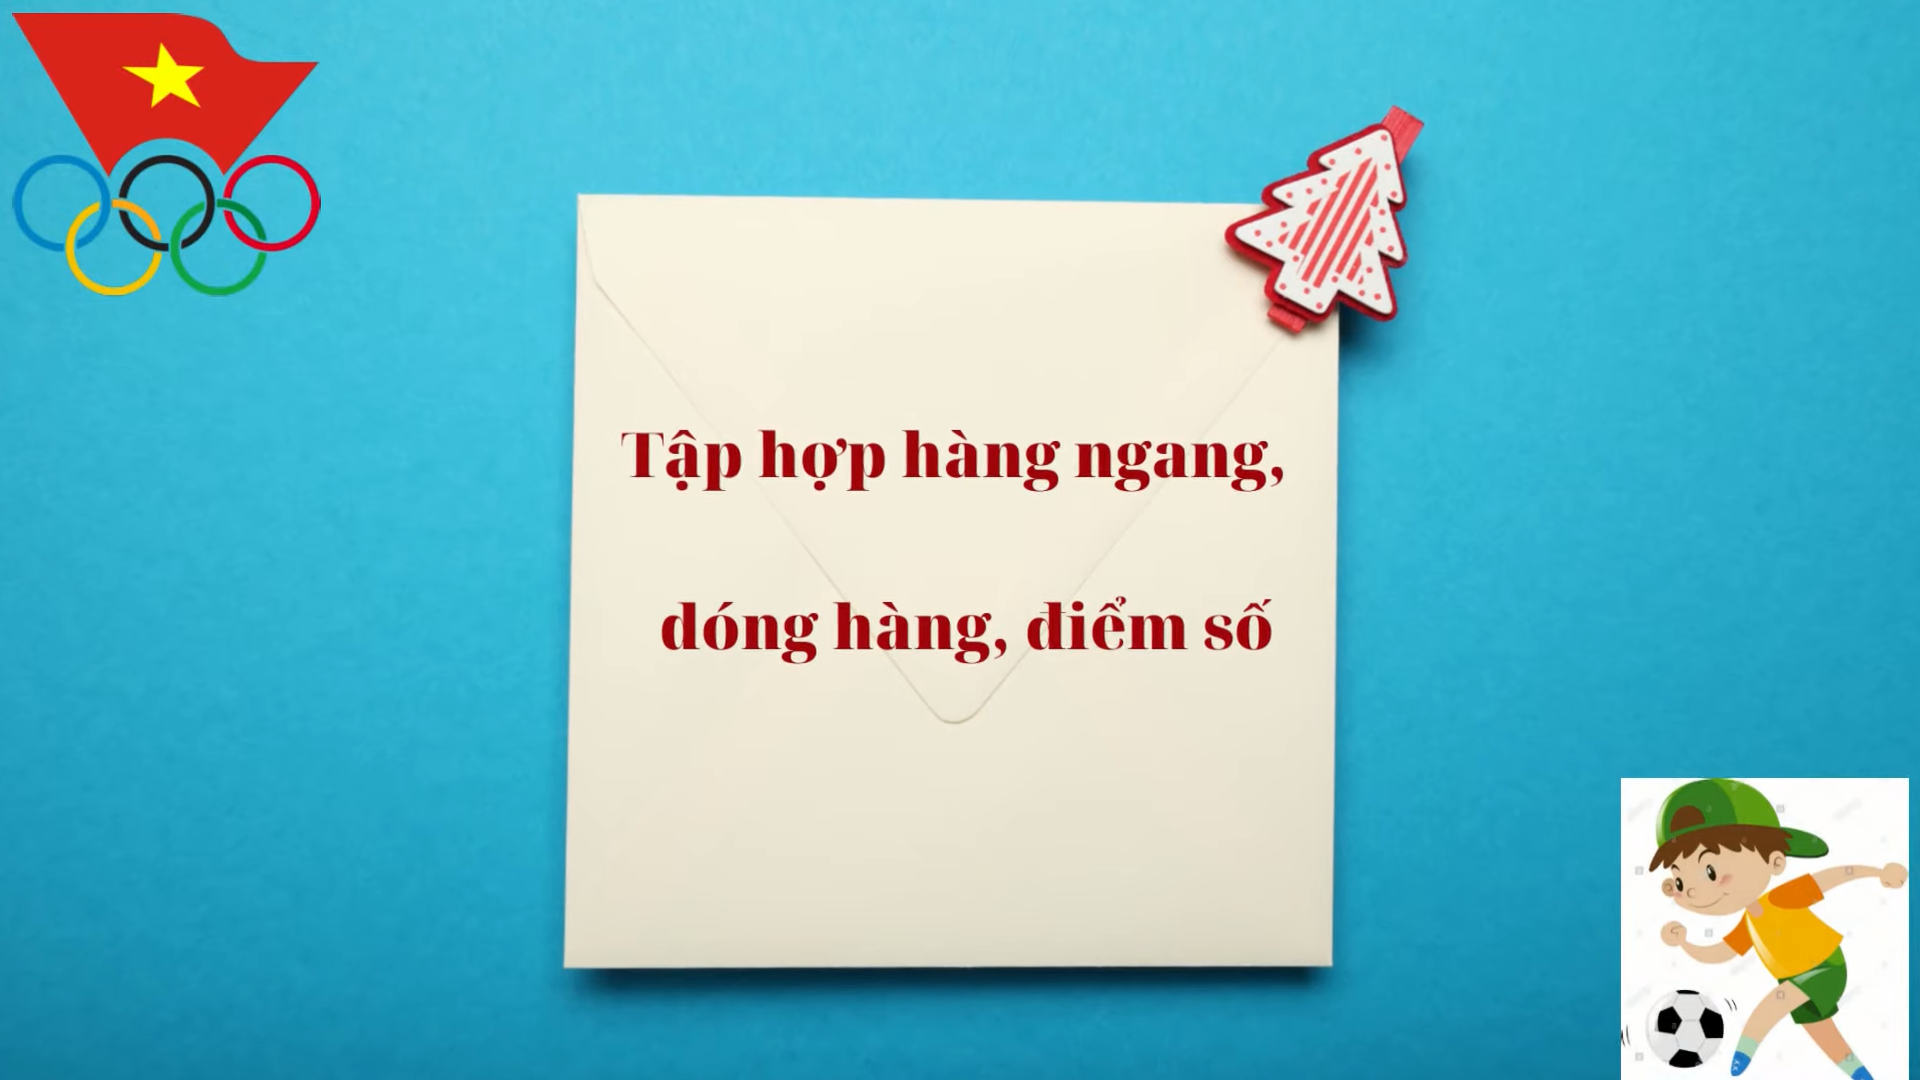 Tập hợp hàng ngang,
dóng hàng, điểm số